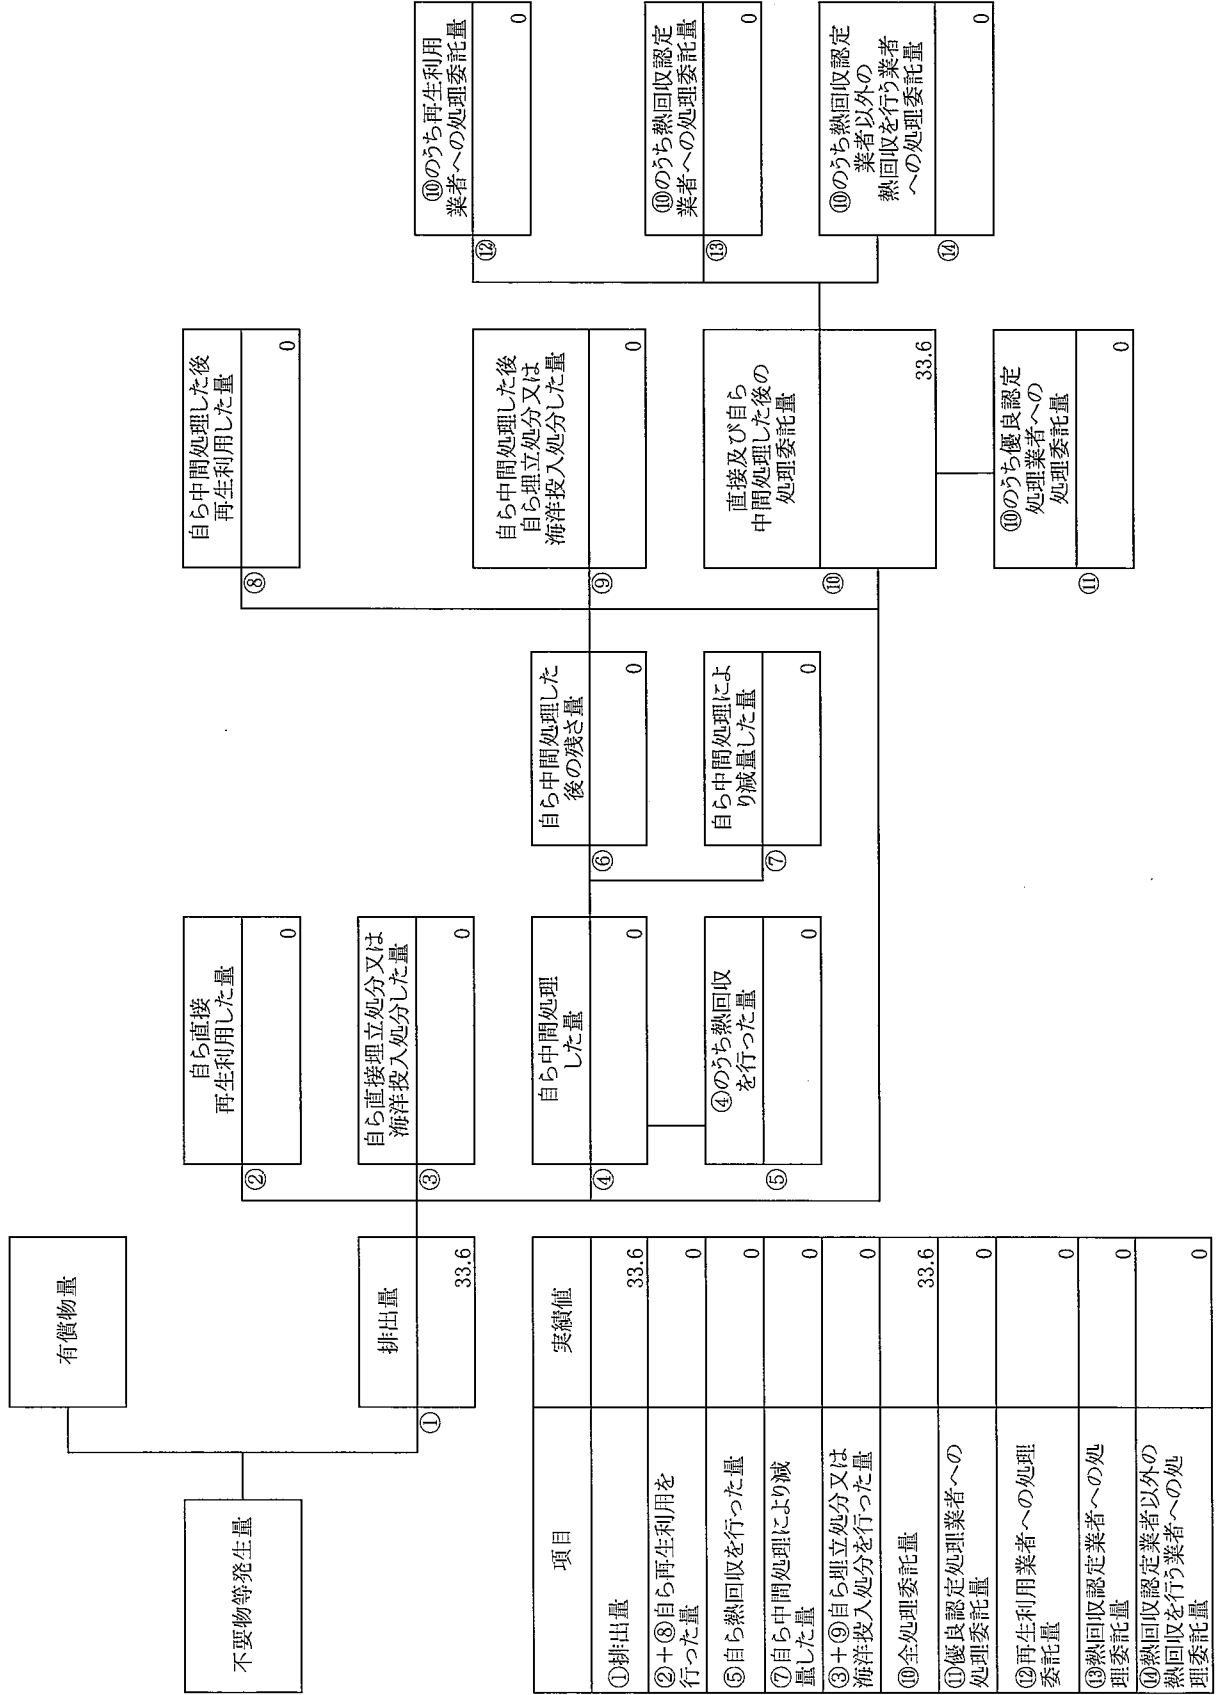 不要物等発生量
有償物量
排出量
①
33.6
自ら直接
再生利用した量
②
0
自ら直接埋立処分又は
海洋投入処分した量
③
0
自ら中間処理
した量
④
0
④のうち熱回収
を行った量
⑤
0
自ら中間処理した
後の残さ量
⑥
0
自ら中間処理によ
り減量した量
⑦
0
自ら中間処理した後
再生利用した量
⑧
0
自ら中間処理した後
自ら埋立処分又は
海洋投入処分した量
⑨
0
直接及び自ら
中間処理した後の
処理委託量
⑩
33.6
⑩のうち優良認定
処理業者への
処理委託量
⑪
0
⑩のうち再生利用
業者への処理委託量
⑫
0
⑩のうち熱回収認定
業者への処理委託量
⑬
0
⑩のうち熱回収認定
業者以外の
熱回収を行う業者
への処理委託量
⑭
0
項目 実績値
①排出量 33.6
②+⑧自ら再生利用を
行った量 0
⑤自ら熱回収を行った量 0
⑦自ら中間処理により減
量した量 0
③+⑨自ら埋立処分又は
海洋投入処分を行った量 0
⑩全処理委託量 33.6
⑪優良認定処理業者への
処理委託量 0
⑫再生利用業者への処理
委託量 0
⑬熱回収認定業者への処
理委託量 0
⑭熱回収認定業者以外の
熱回収を行う業者への処
理委託量 0